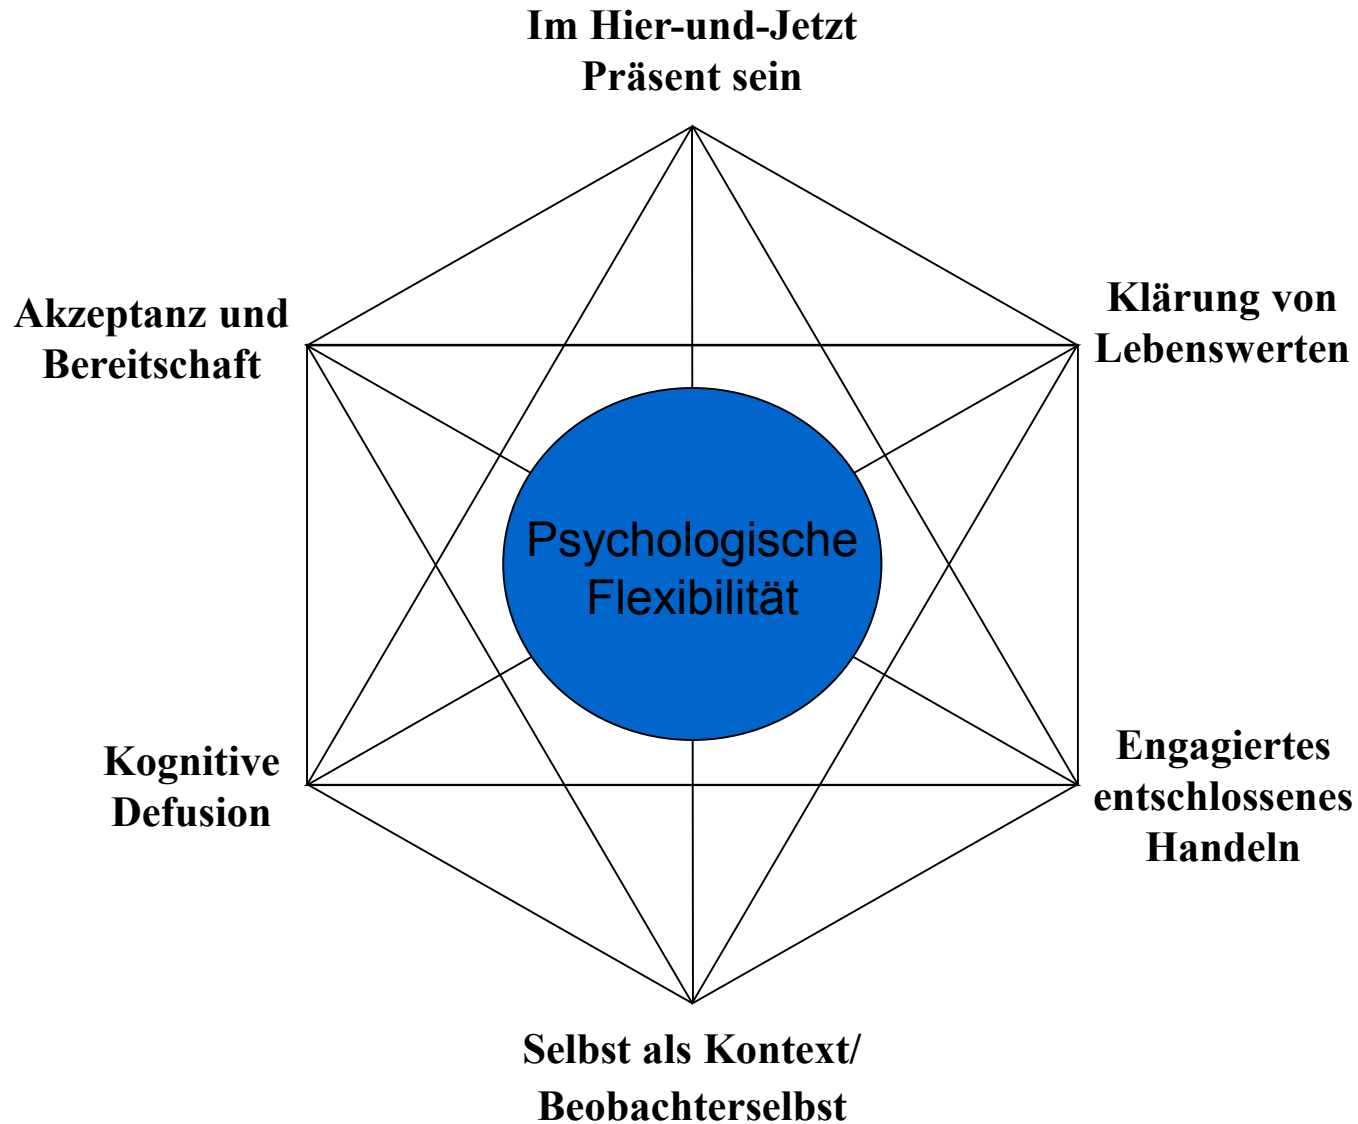 Im Hier-und-Jetzt
Präsent sein
Akzeptanz und
Bereitschaft
Klärung von
Lebenswerten
Psychologische
Flexibilität
Kognitive
Defusion
Engagiertes
entschlossenes
Handeln
Selbst als Kontext/
Beobachterselbst